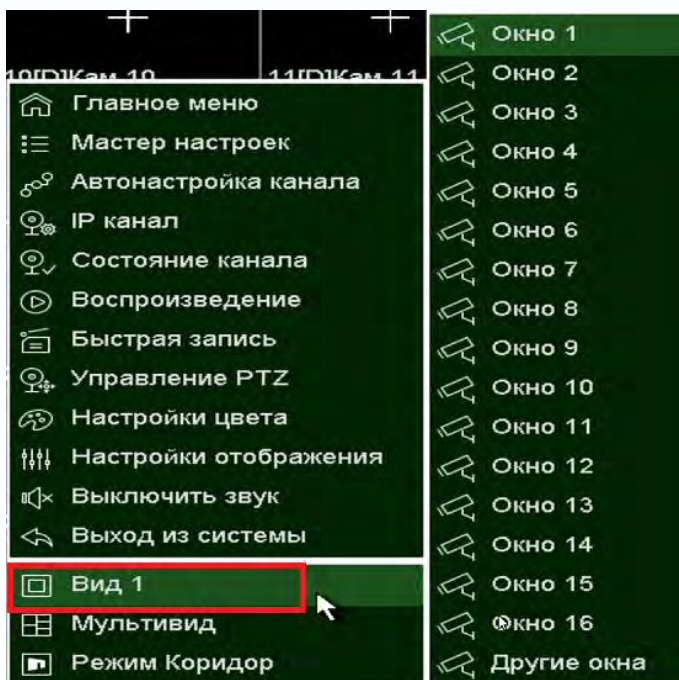 10[D]Кам 10
11[D]Кам 11
Главное меню
Мастер настроек
Автонастройка канала
IP канал
Состояние канала
Воспроизведение
Быстрая запись
Управление PTZ
Настройки цвета
Настройки отображения
Выключить звук
Выход из системы
Вид 1
Мультивид
Режим Коридор
Окно 1
Окно 2
Окно 3
Окно 4
Окно 5
Окно 6
Окно 7
Окно 8
Окно 9
Окно 10
Окно 11
Окно 12
Окно 13
Окно 14
Окно 15
Окно 16
Другие окна